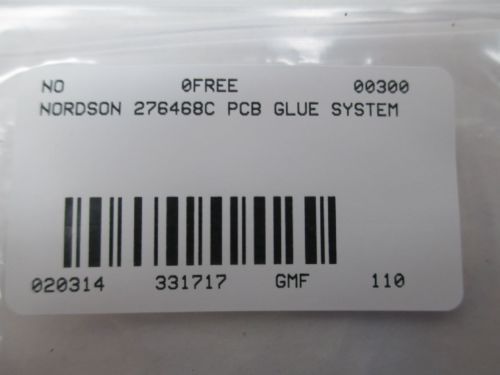 NO 0FREE 00300
NORDSON 276468C PCB GLUE SYSTEM
020314 331717 GMF 110